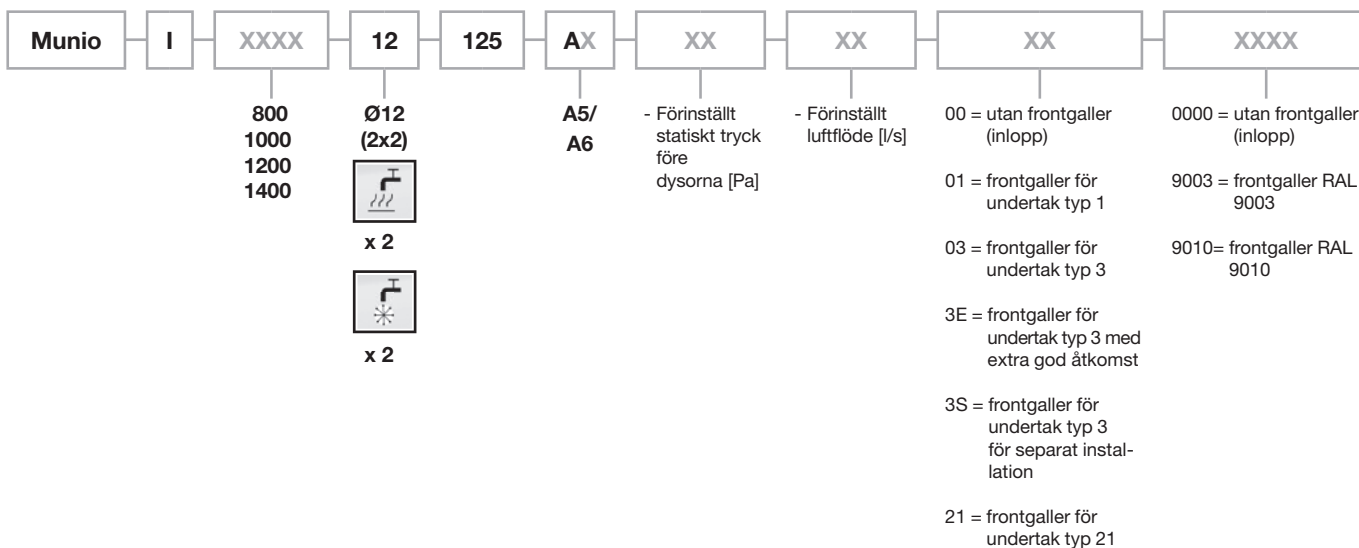 Munio I XXXX 12 125 AX XX XX XX XXXX
800
1000
1200
1400
Ø12
(2x2)
x 2
x 2
A5/
A6
- Förinställt
statiskt tryck
före
dysorna [Pa]
- Förinställt
luftflöde [l/s]
00 = utan frontgaller
(inlopp)
01 = frontgaller för
undertak typ 1
03 = frontgaller för
undertak typ 3
3E = frontgaller för
undertak typ 3 med
extra god åtkomst
3S = frontgaller för
undertak typ 3
för separat instal-
lation
21 = frontgaller för
undertak typ 21
0000 = utan frontgaller
(inlopp)
9003 = frontgaller RAL
9003
9010= frontgaller RAL
9010